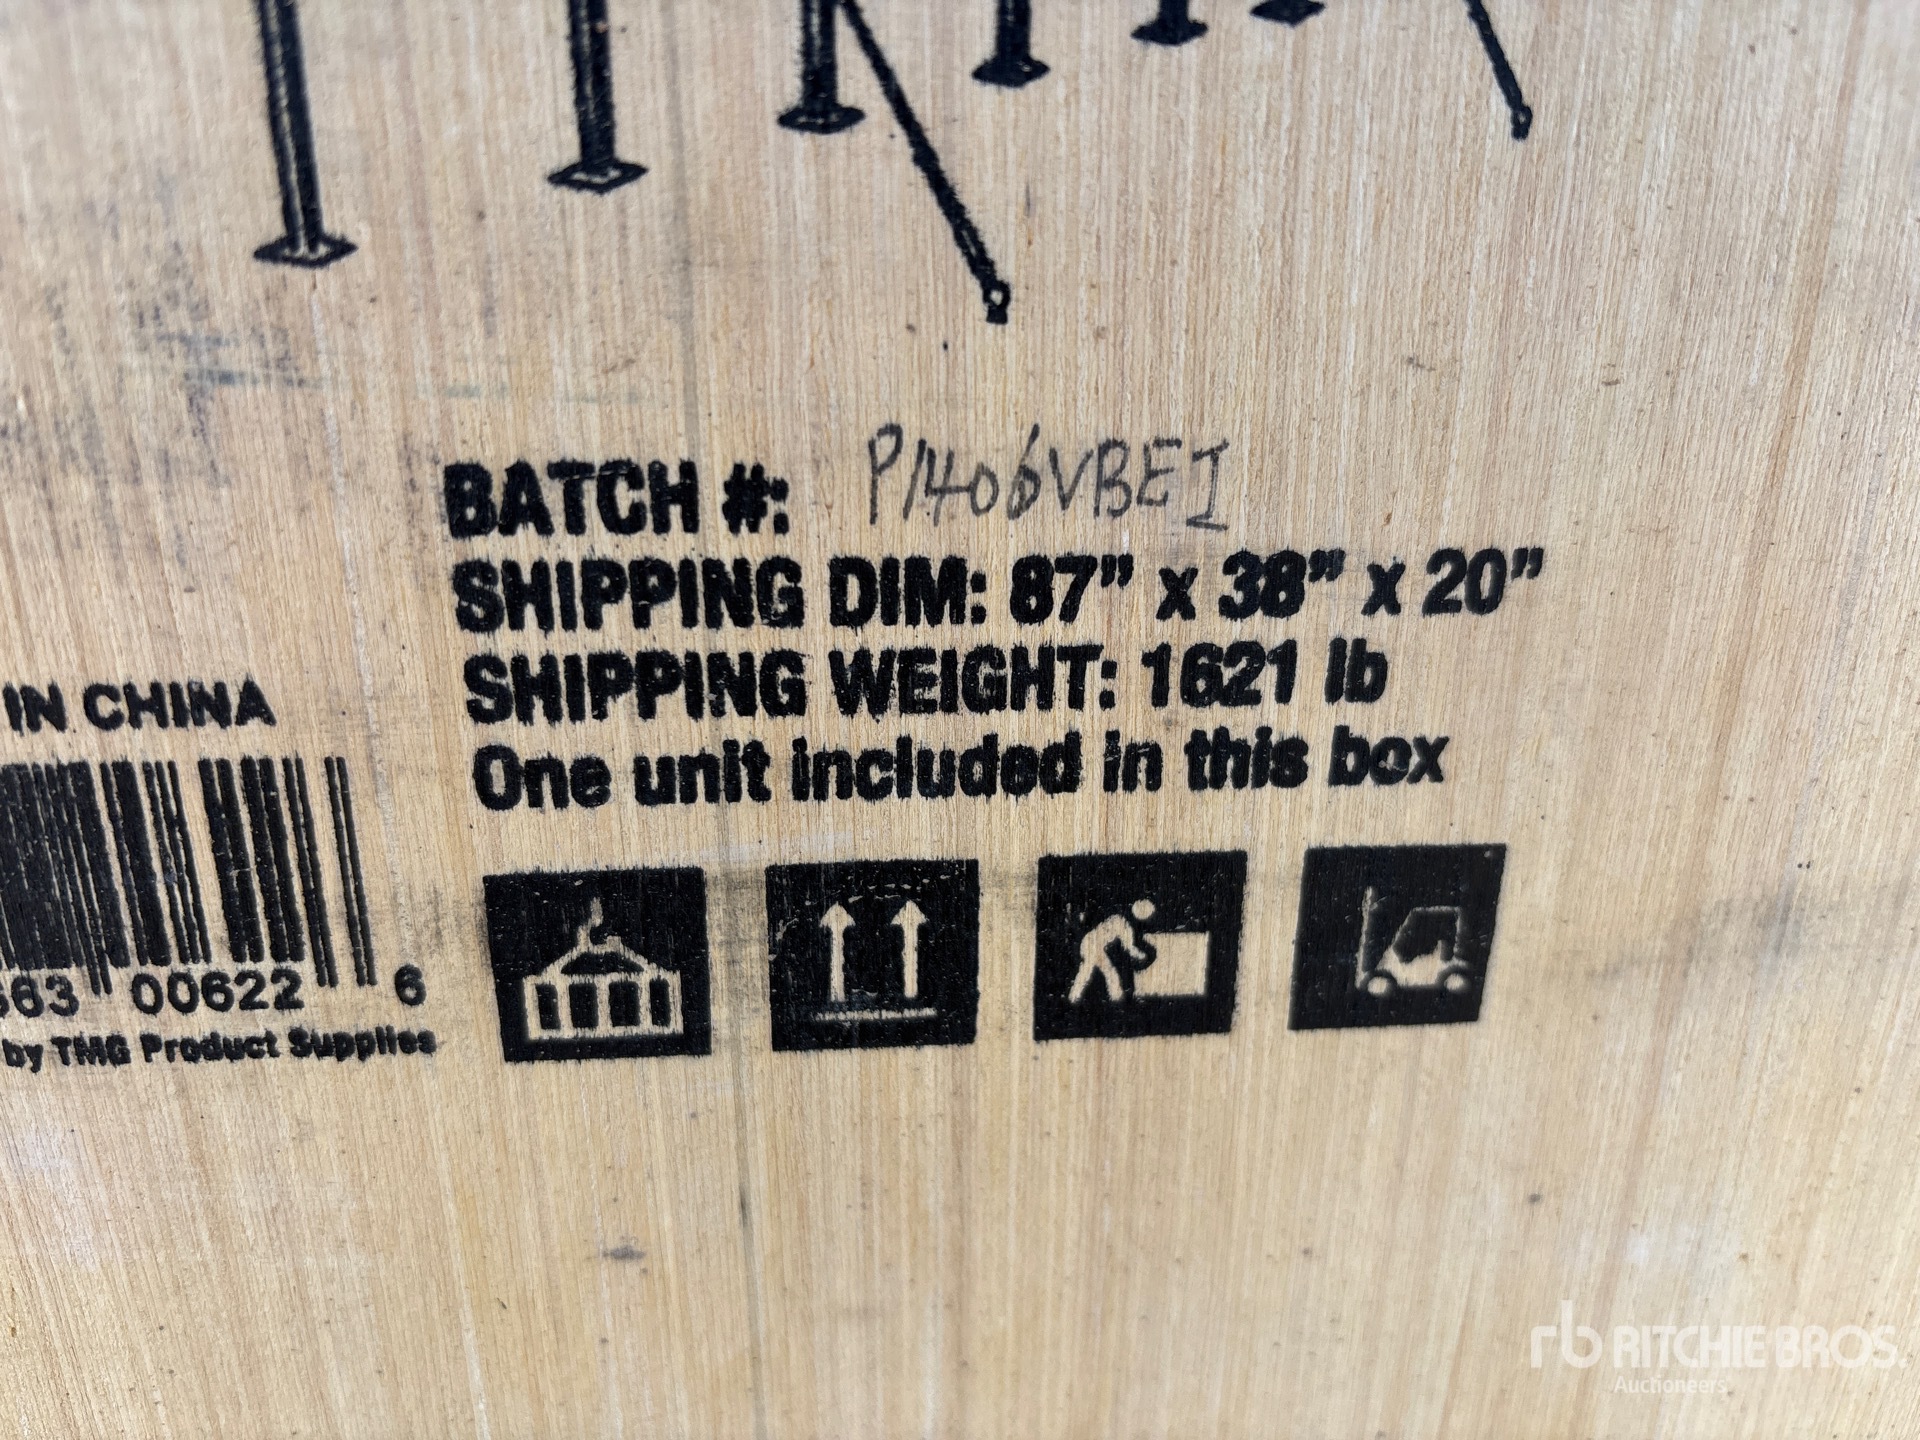 BATCH #: P1406VBEI
SHIPPING DIM: 87” x 38” x 20”
SHIPPING WEIGHT: 1621 lb
One unit included in this box
IN CHINA
663 00622 6
by TMG Product Supplies
rb RITCHIE BROS.
Auctioneers